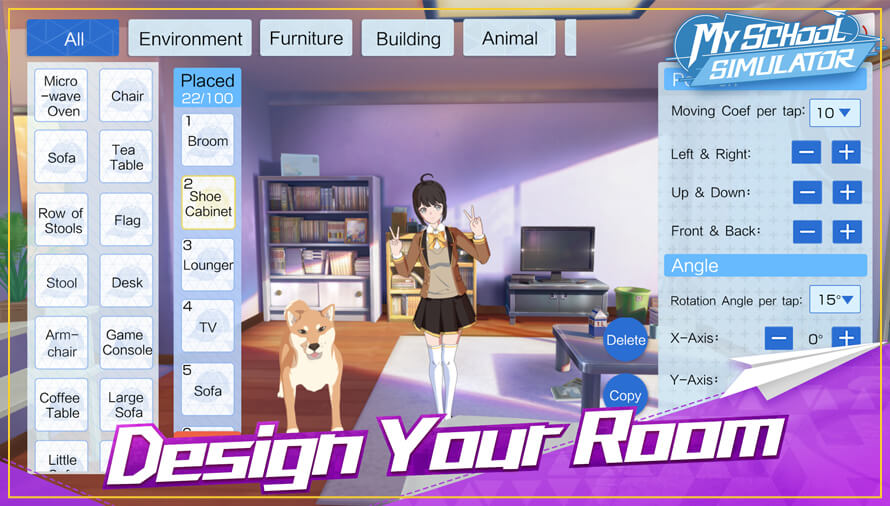 All
Environment
Furniture
Building
Animal
MY SCHOOL
SIMULATOR
Micro
-wave
Oven
Chair
Sofa
Tea
Table
Row of
Stools
Flag
Stool
Desk
Arm-
chair
Game
Console
Coffee
Table
Large
Sofa
Little
Placed
22/100
1
Broom
2
Shoe
Cabinet
3
Lounger
4
TV
5
Sofa
Moving Coef per tap: 10
Left & Right: − +
Up & Down: − +
Front & Back: − +
Angle
Rotation Angle per tap: 15°
X-Axis: − 0° +
Y-Axis:
Delete
Copy
Design Your Room